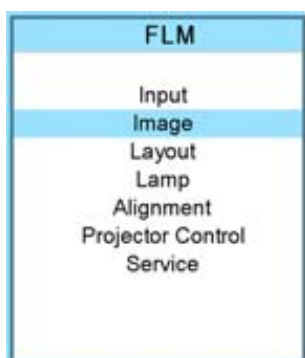 FLM
Input
Image
Layout
Lamp
Alignment
Projector Control
Service